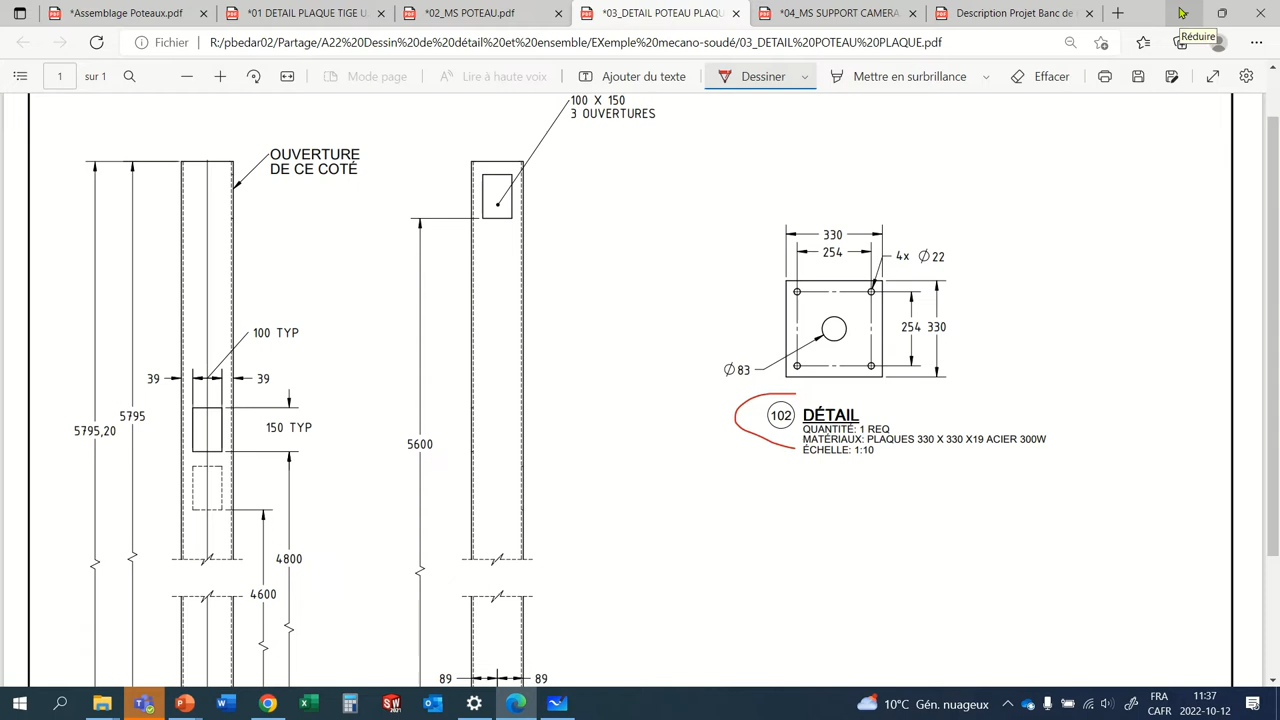 *Assemblage Poteaux.pdf
*01 DETAIL PLAQUE TIGE U
*02_MS POTEAU.pdf
*03_DETAIL POTEAU PLAQU
*04_MS SUPPORT CAMERA
Description Projet Banc de
Réduire
Fichier
R:/pbedar02/Partage/A22%20Dessin%20de%20détail%20&%20ensemble/EXemple%20mecano-soudé/03_DETAIL%20POTEAU%20PLAQUE.pdf
1 sur 1
Mode page
Lire à haute voix
Ajouter du texte
Dessiner
Mettre en surbrillance
Effacer
100 X 150
3 OUVERTURES
OUVERTURE
DE CE COTÉ
330
254
4x Ø22
100 TYP
254 330
Ø83
39
39
5795
5795,20
150 TYP
5600
102 DÉTAIL
QUANTITÉ: 1 REQ
MATÉRIAUX: PLAQUES 330 X 330 X19 ACIER 300W
ÉCHELLE: 1:10
4800
4600
89
89
10°C Gén. nuageux
FRA
CAFR
11:37
2022-10-12